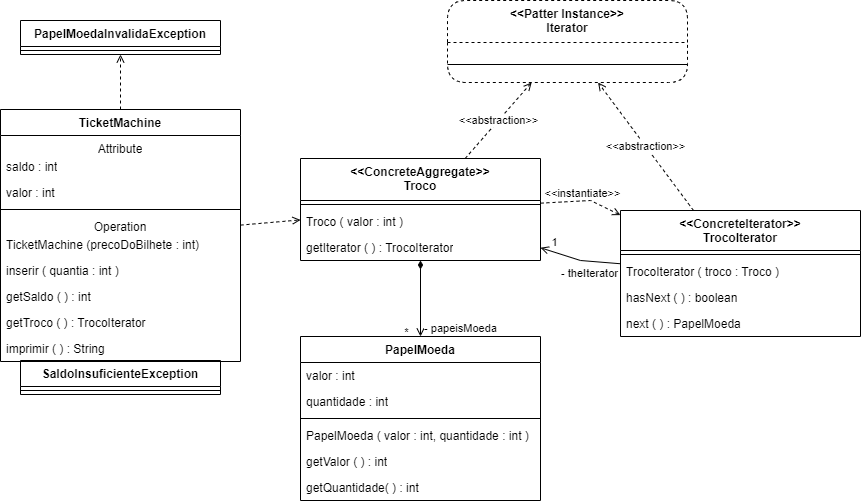 <<Patter Instance>>
Iterator
PapelMoedaInvalidaException
TicketMachine
Attribute
saldo : int
valor : int
Operation
TicketMachine (precoDoBilhete : int)
inserir ( quantia : int )
getSaldo ( ) : int
getTroco ( ) : TrocoIterator
imprimir ( ) : String
SaldoInsuficienteException
<<abstraction>>
<<abstraction>>
<<ConcreteAggregate>>
Troco
Troco ( valor : int )
getIterator ( ) : TrocoIterator
<<instantiate>>
<<ConcreteIterator>>
TrocoIterator
TrocoIterator ( troco : Troco )
hasNext ( ) : boolean
next ( ) : PapelMoeda
1
- theIterator
*
- papeisMoeda
PapelMoeda
valor : int
quantidade : int
PapelMoeda ( valor : int, quantidade : int )
getValor ( ) : int
getQuantidade( ) : int